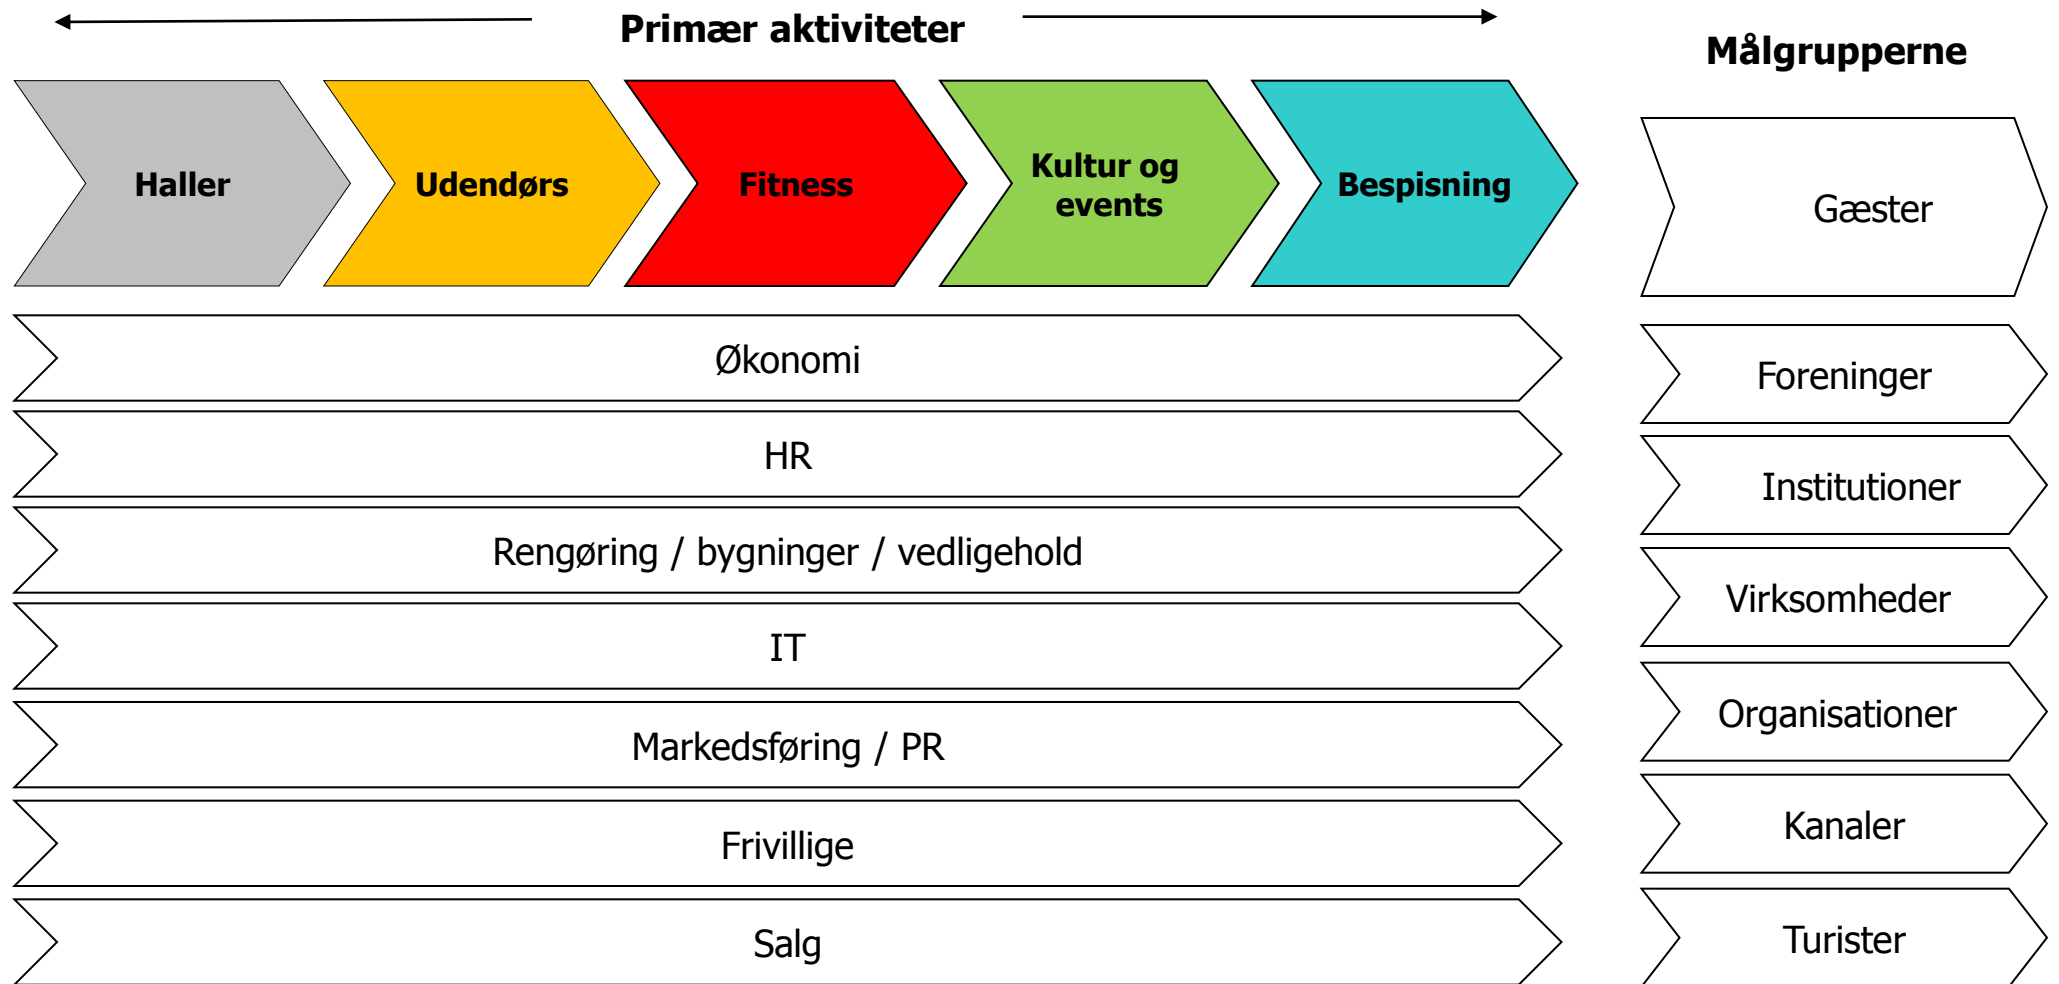 Primær aktiviteter
Målgrupperne
Haller
Udendørs
Fitness
Kultur og
events
Bespisning
Gæster
Økonomi
HR
Rengøring / bygninger / vedligehold
IT
Markedsføring / PR
Frivillige
Salg
Foreninger
Institutioner
Virksomheder
Organisationer
Kanaler
Turister